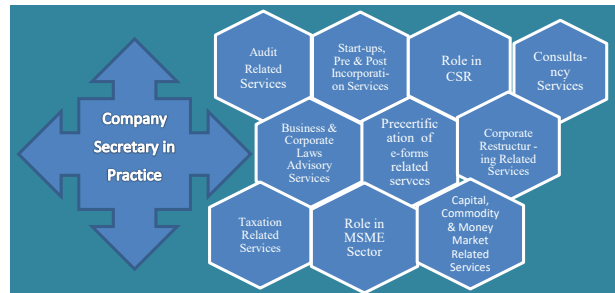 Company
Secretary in
Practice
Audit
Related
Services
Start-ups,
Pre & Post
Incorporati-
on Services
Role in
CSR
Consulta-
ncy
Services
Business &
Corporate
Laws
Advisory
Services
Precertific
ation of
e-forms
related
servces
Corporate
Restructur -
ing Related
Services
Taxation
Related
Services
Role in
MSME
Sector
Capital,
Commodity
& Money
Market
Related
Services